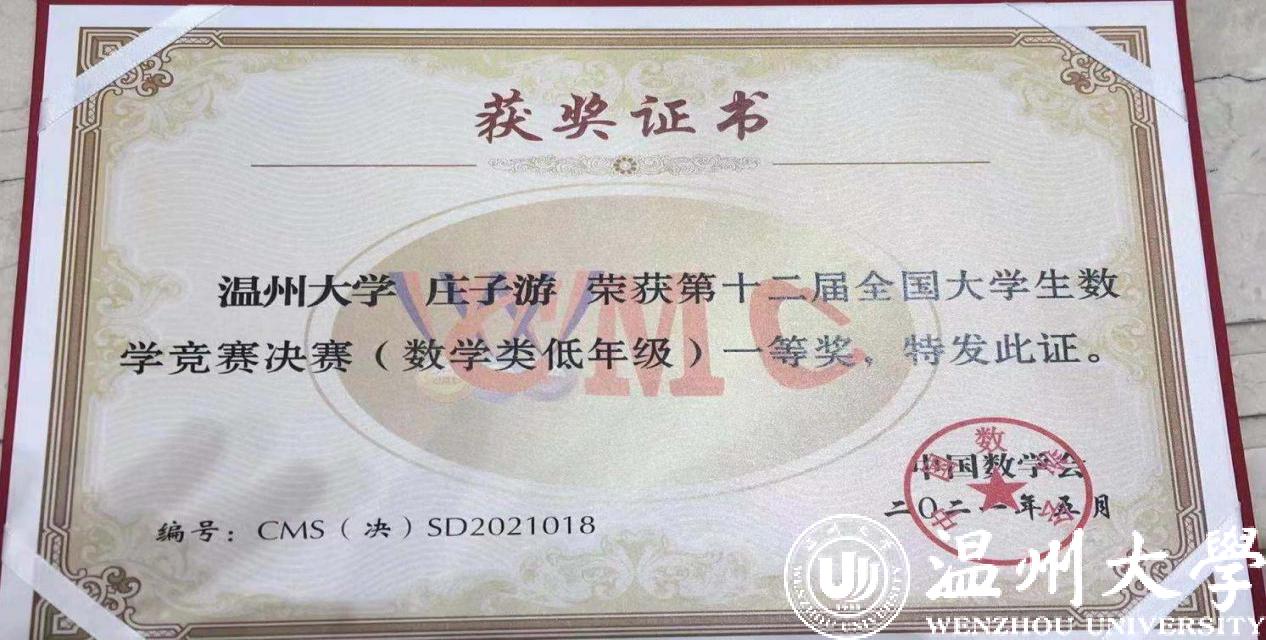 获奖证书
温州大学 庄子游 荣获第十二届全国大学生数
学竞赛决赛（数学类低年级）一等奖，特发此证。
CMC
中国数学会
二〇二一年五月
编号：CMS（决）SD2021018
温州大學
WENZHOU UNIVERSITY